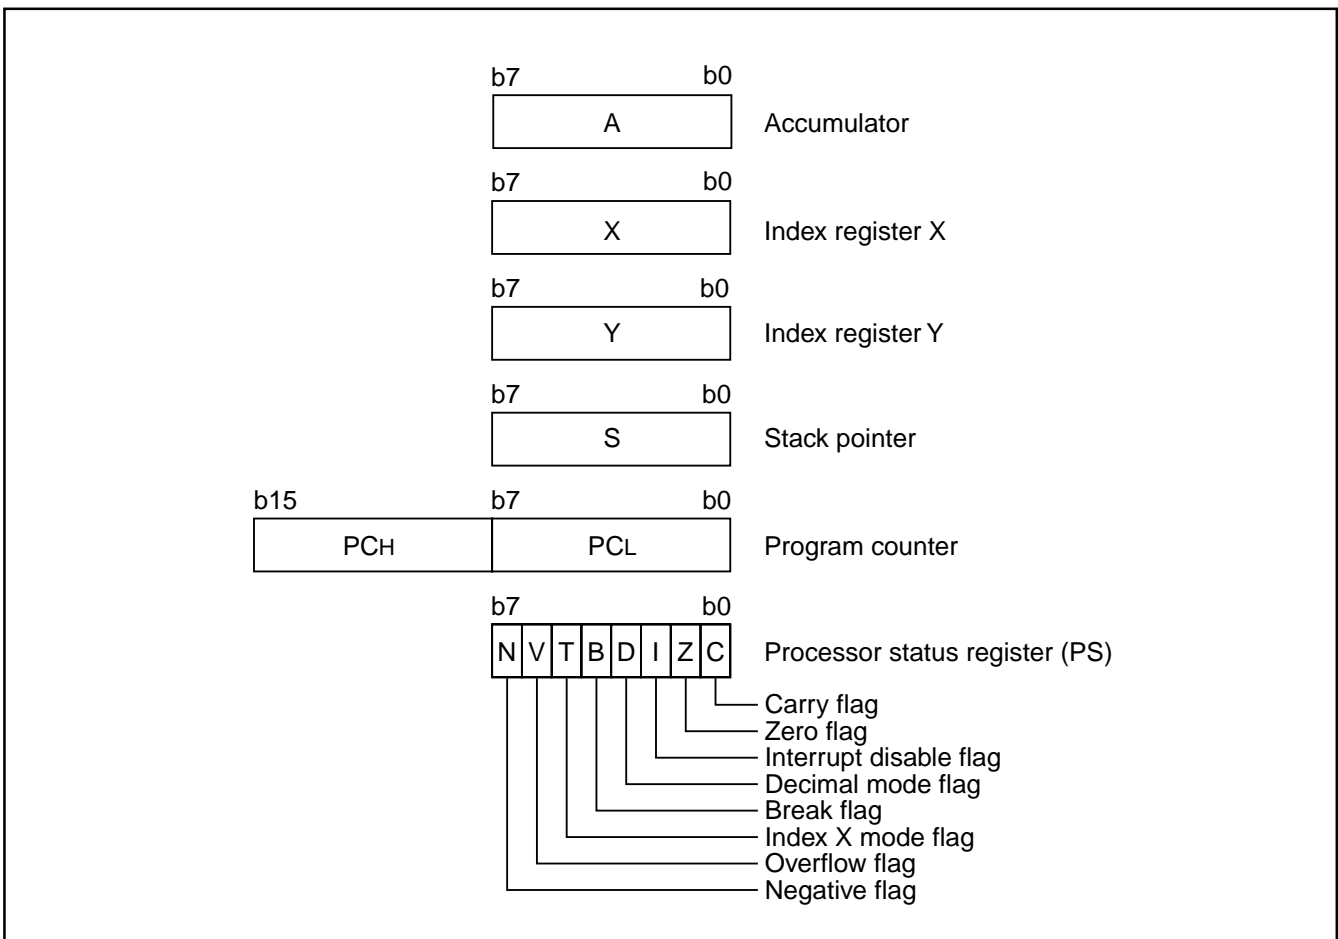 b7 b0
A Accumulator
b7 b0
X Index register X
b7 b0
Y Index register Y
b7 b0
S Stack pointer
b15 b7 b0
PCH PCL Program counter
b7 b0
N V T B D I Z C Processor status register (PS)
Carry flag
Zero flag
Interrupt disable flag
Decimal mode flag
Break flag
Index X mode flag
Overflow flag
Negative flag